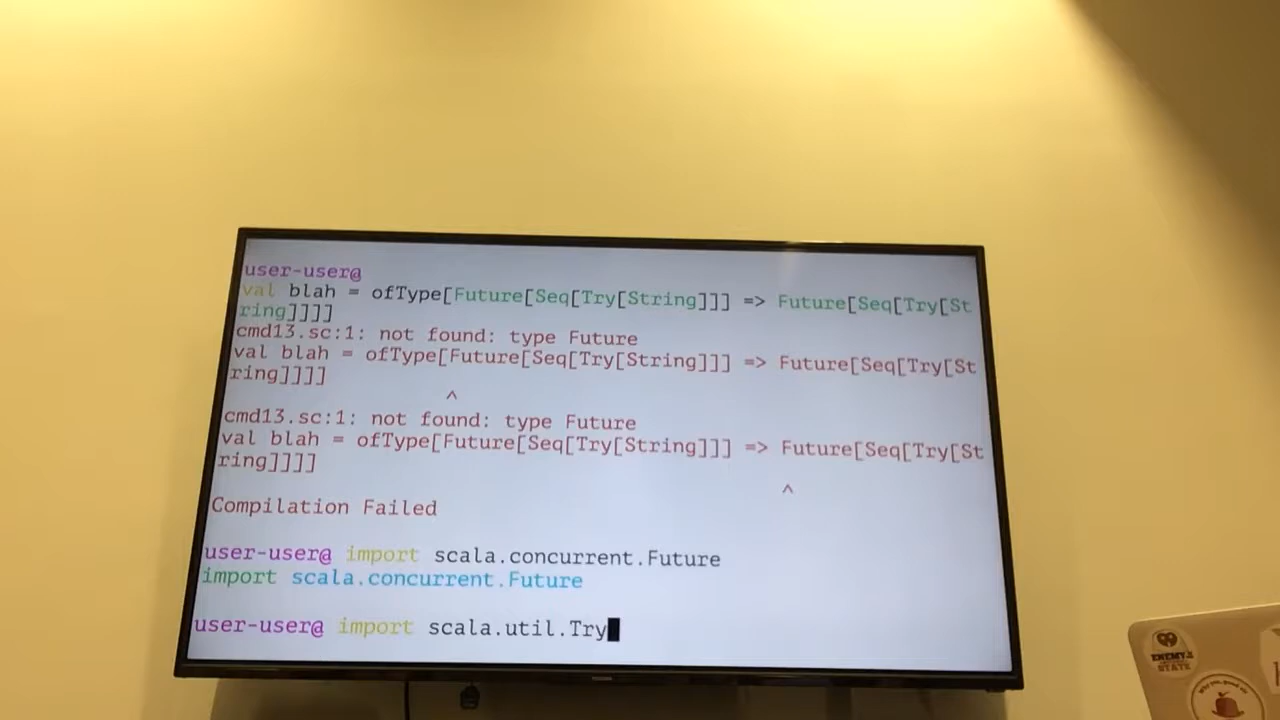 user-user@
val blah = ofType[Future[Seq[Try[String]]] => Future[Seq[Try[St
ring]]]]
cmd13.sc:1: not found: type Future
val blah = ofType[Future[Seq[Try[String]]] => Future[Seq[Try[St
ring]]]]
^
cmd13.sc:1: not found: type Future
val blah = ofType[Future[Seq[Try[String]]] => Future[Seq[Try[St
ring]]]]
^
Compilation Failed
user-user@ import scala.concurrent.Future
import scala.concurrent.Future
user-user@ import scala.util.Try
ENEMY
STATE